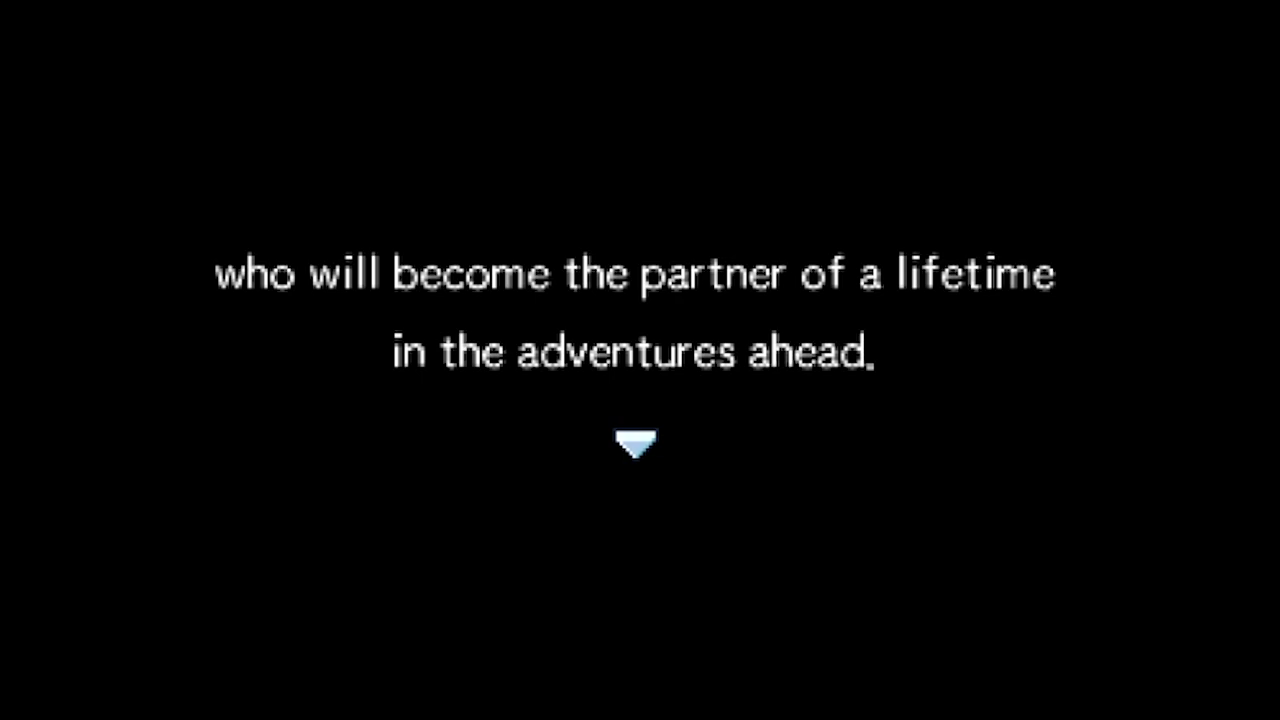 who will become the partner of a lifetime
in the adventures ahead.